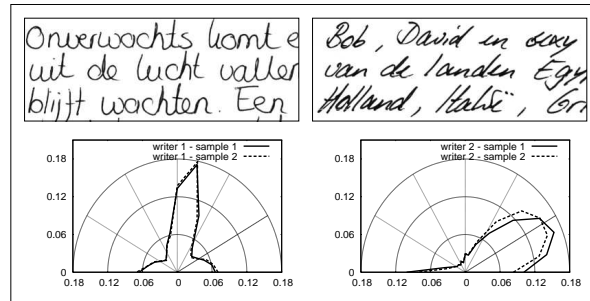 Onverwachts komt e
uit de lucht vallen
blijft wachten. Een
Bob, David en sexy
van de landen Egy
Holland, Italië, Gr
0.18
0.12
0.06
0
0.18 0.12 0.06 0 0.06 0.12 0.18
writer 1 - sample 1
writer 1 - sample 2
0.18
0.12
0.06
0
0.18 0.12 0.06 0 0.06 0.12 0.18
writer 2 - sample 1
writer 2 - sample 2